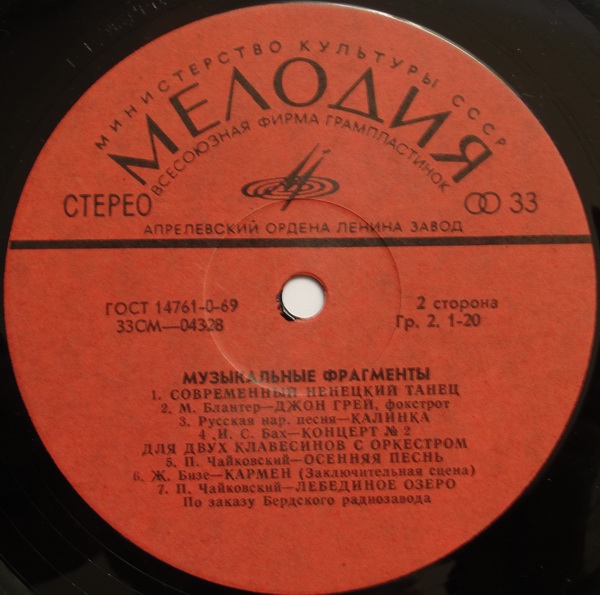 МИНИСТЕРСТВО КУЛЬТУРЫ СССР
МЕЛОДИЯ
ВСЕСОЮЗНАЯ ФИРМА ГРАМПЛАСТИНОК
СТЕРЕО
33
АПРЕЛЕВСКИЙ ОРДЕНА ЛЕНИНА ЗАВОД
ГОСТ 14761-0-69
2 сторона
33СМ—04328
Гр. 2. 1-20
МУЗЫКАЛЬНЫЕ ФРАГМЕНТЫ
1. СОВРЕМЕННЫЙ НЕНЕЦКИЙ ТАНЕЦ
2. М. Блантер—ДЖОН ГРЕЙ, фокстрот
3. Русская нар. песня—КАЛИНКА
4 .И. С. Бах—КОНЦЕРТ № 2
ДЛЯ ДВУХ КЛАВЕСИНОВ С ОРКЕСТРОМ
5. П. Чайковский—ОСЕННЯЯ ПЕСНЬ
6. Ж. Бизе—КАРМЕН (Заключительная сцена)
7. П. Чайковский—ЛЕБЕДИНОЕ ОЗЕРО
По заказу Бердского радиозавода